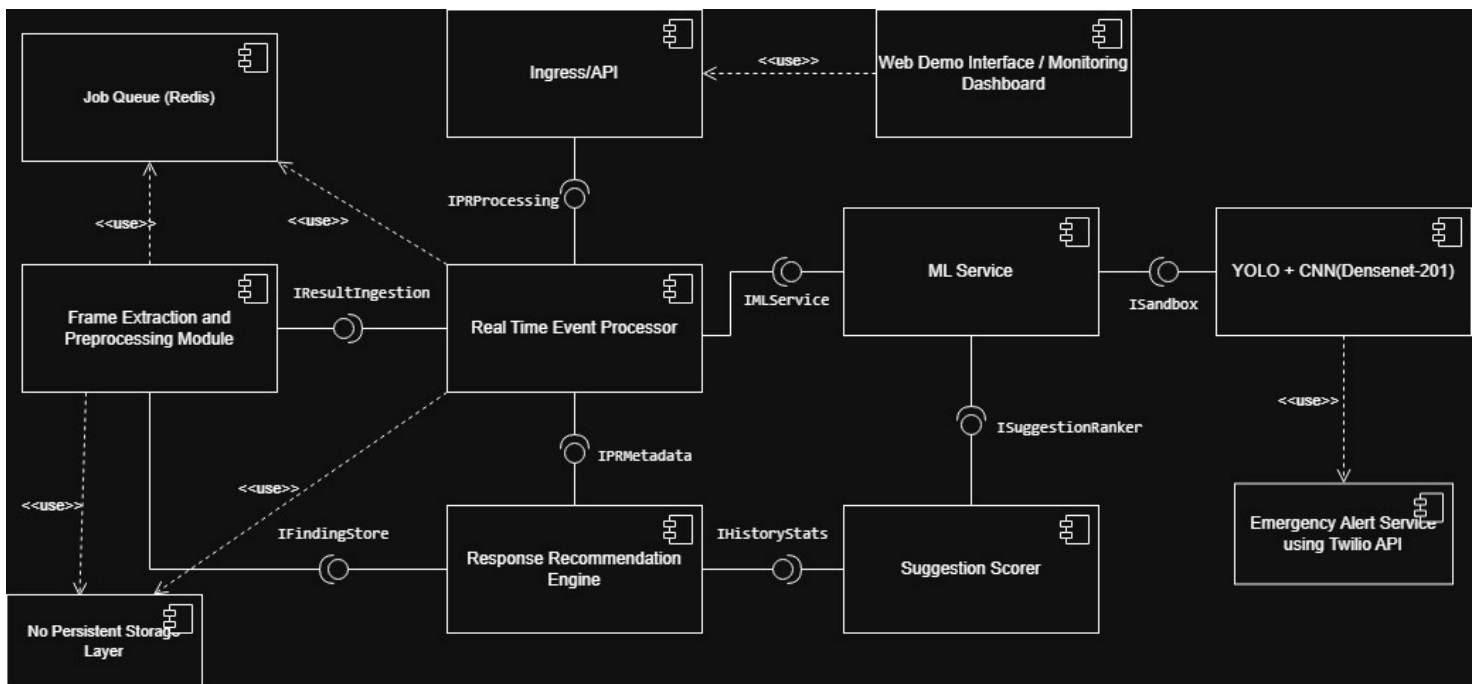 Job Queue (Redis)
Ingress/API
<<use>>
Web Demo Interface / Monitoring
Dashboard
IPRProcessing
<<use>>
<<use>>
Frame Extraction and
Preprocessing Module
IResultIngestion
Real Time Event Processor
IMLService
ML Service
ISandbox
YOLO + CNN(Densenet-201)
<<use>>
ISuggestionRanker
IPRMetadata
<<use>>
<<use>>
IFindingStore
Response Recommendation
Engine
IHistoryStats
Suggestion Scorer
Emergency Alert Service
using Twilio API
No Persistent Storage
Layer